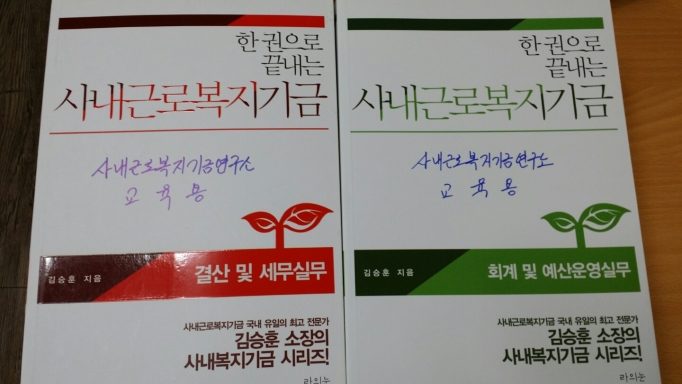 한 권으로
끝내는
사내근로복지기금
사내근로복지기금연구소
교육용
김승훈 지음
결산 및 세무실무
사내근로복지기금 국내 유일의 최고 전문가
김승훈 소장의
사내복지기금 시리즈!
라의눈
한 권으로
끝내는
사내근로복지기금
사내근로복지기금연구소
교육용
김승훈 지음
회계 및 예산운영실무
사내근로복지기금 국내 유일의 최고 전문가
김승훈 소장의
사내복지기금 시리즈!
라의눈